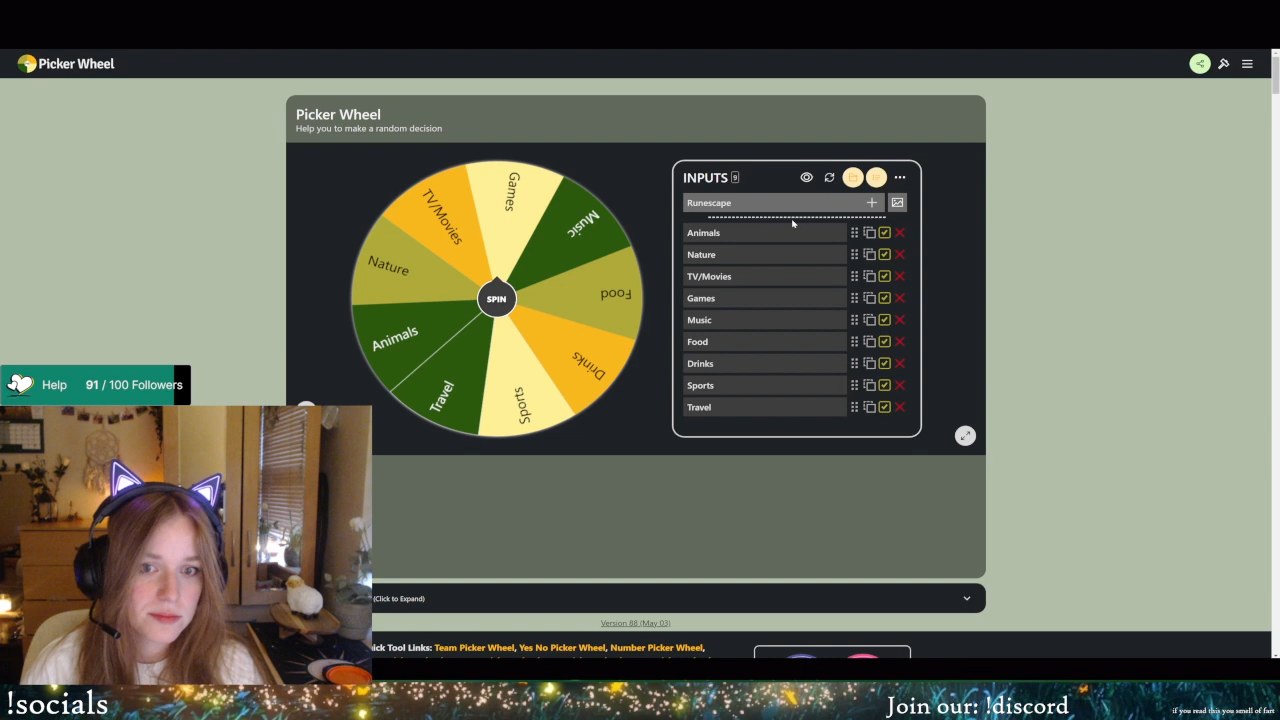 Picker Wheel
Picker Wheel
Help you to make a random decision
Games
Music
Food
Drinks
Sports
Travel
Animals
Nature
TV/Movies
SPIN
INPUTS 9
Runescape
Animals
Nature
TV/Movies
Games
Music
Food
Drinks
Sports
Travel
Help 91 / 100 Followers
(Click to Expand)
Version 88 (May 03)
ick Tool Links: Team Picker Wheel, Yes No Picker Wheel, Number Picker Wheel,
!socials
Join our: !discord
if you read this you smell of fart